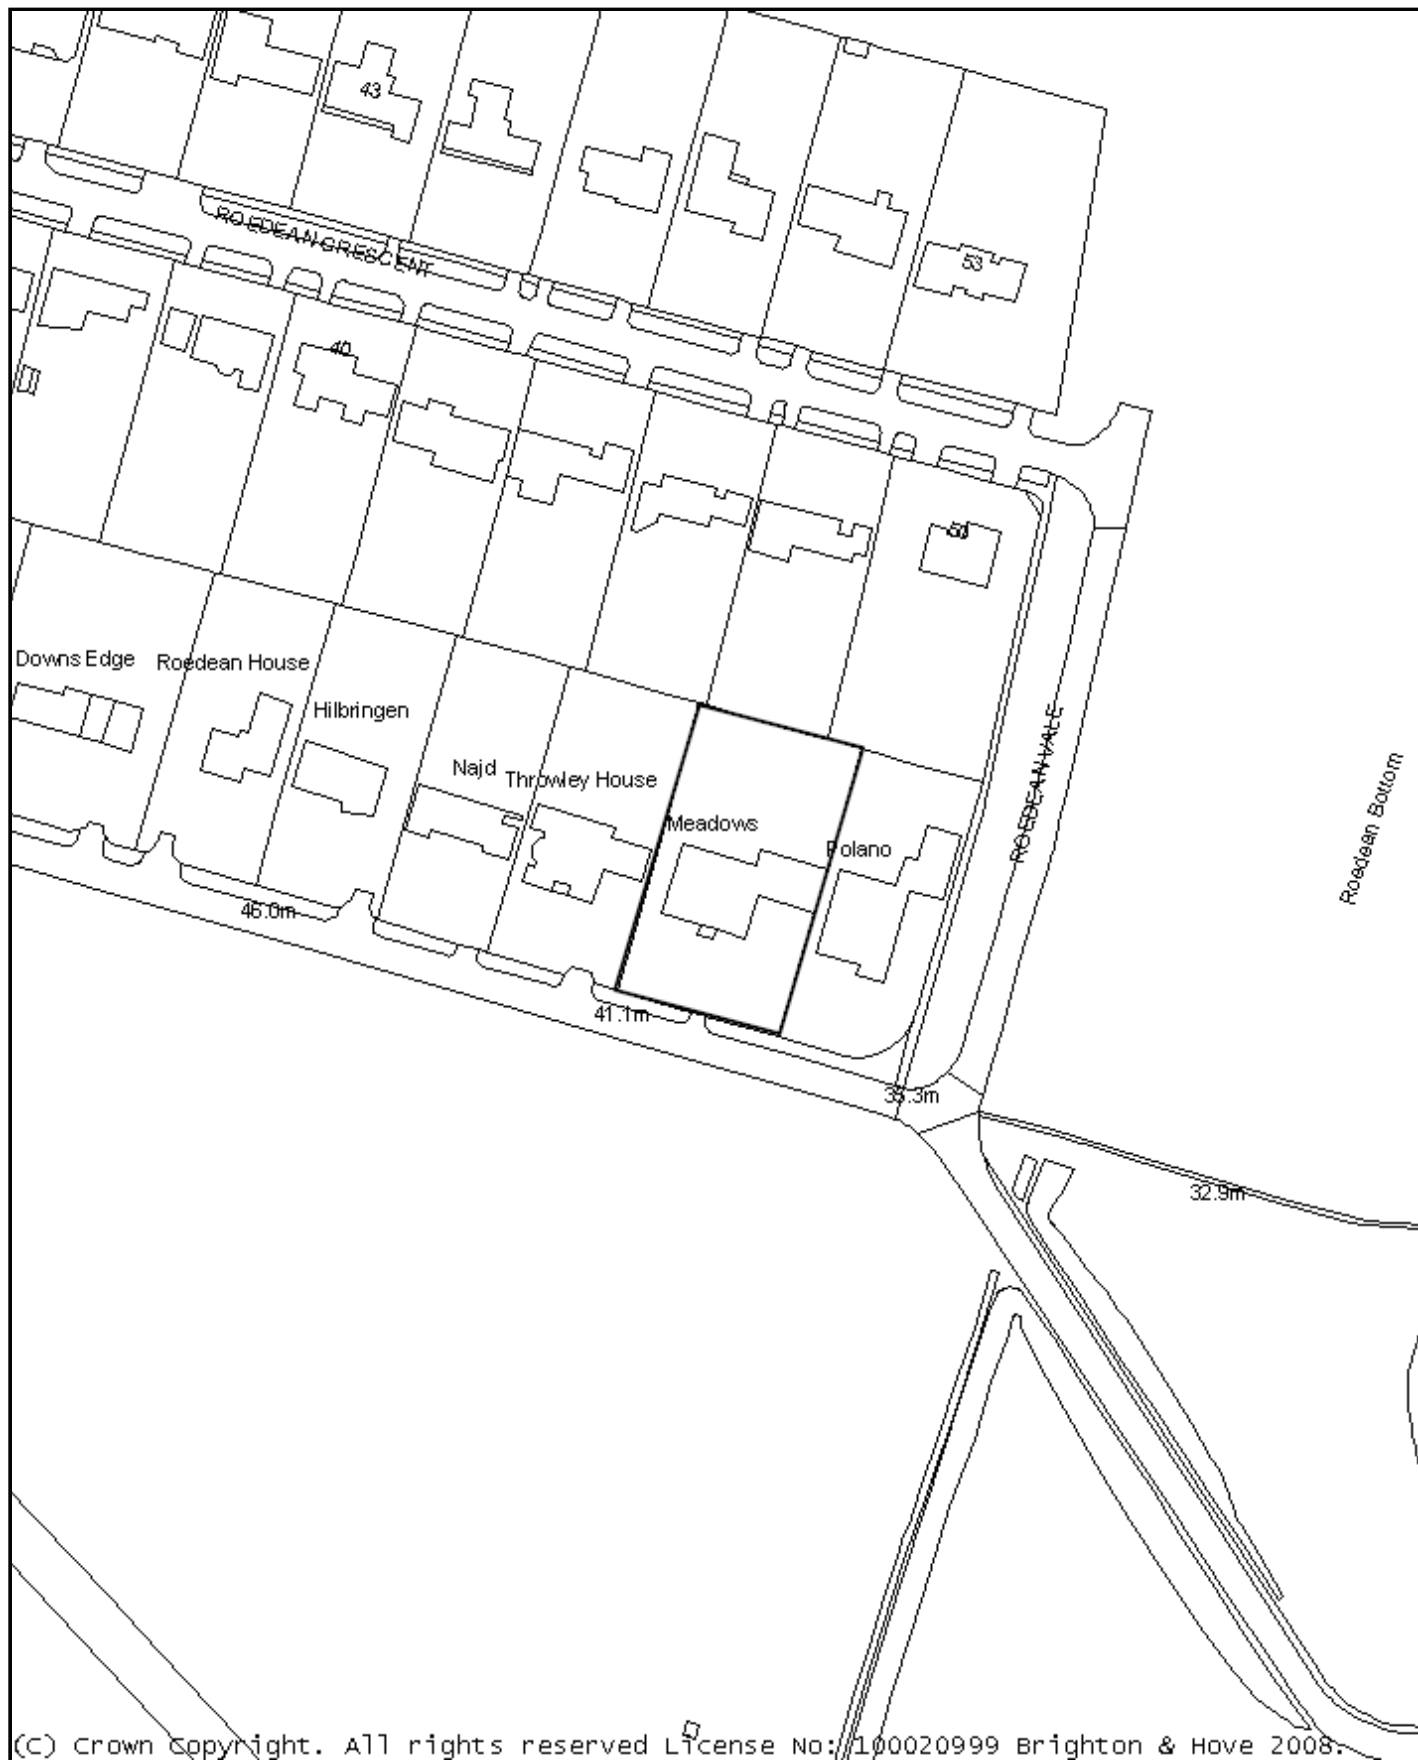 43
ROEDEAN CRESCENT
53
40
50
Downs Edge
Roedean House
Hilbringen
Najd
Throwley House
Meadows
Polano
ROEDEAN VALE
Roedean Bottom
46.0m
41.1m
35.3m
32.9m
(C) Crown Copyright. All rights reserved License No: 100020999 Brighton & Hove 2008.